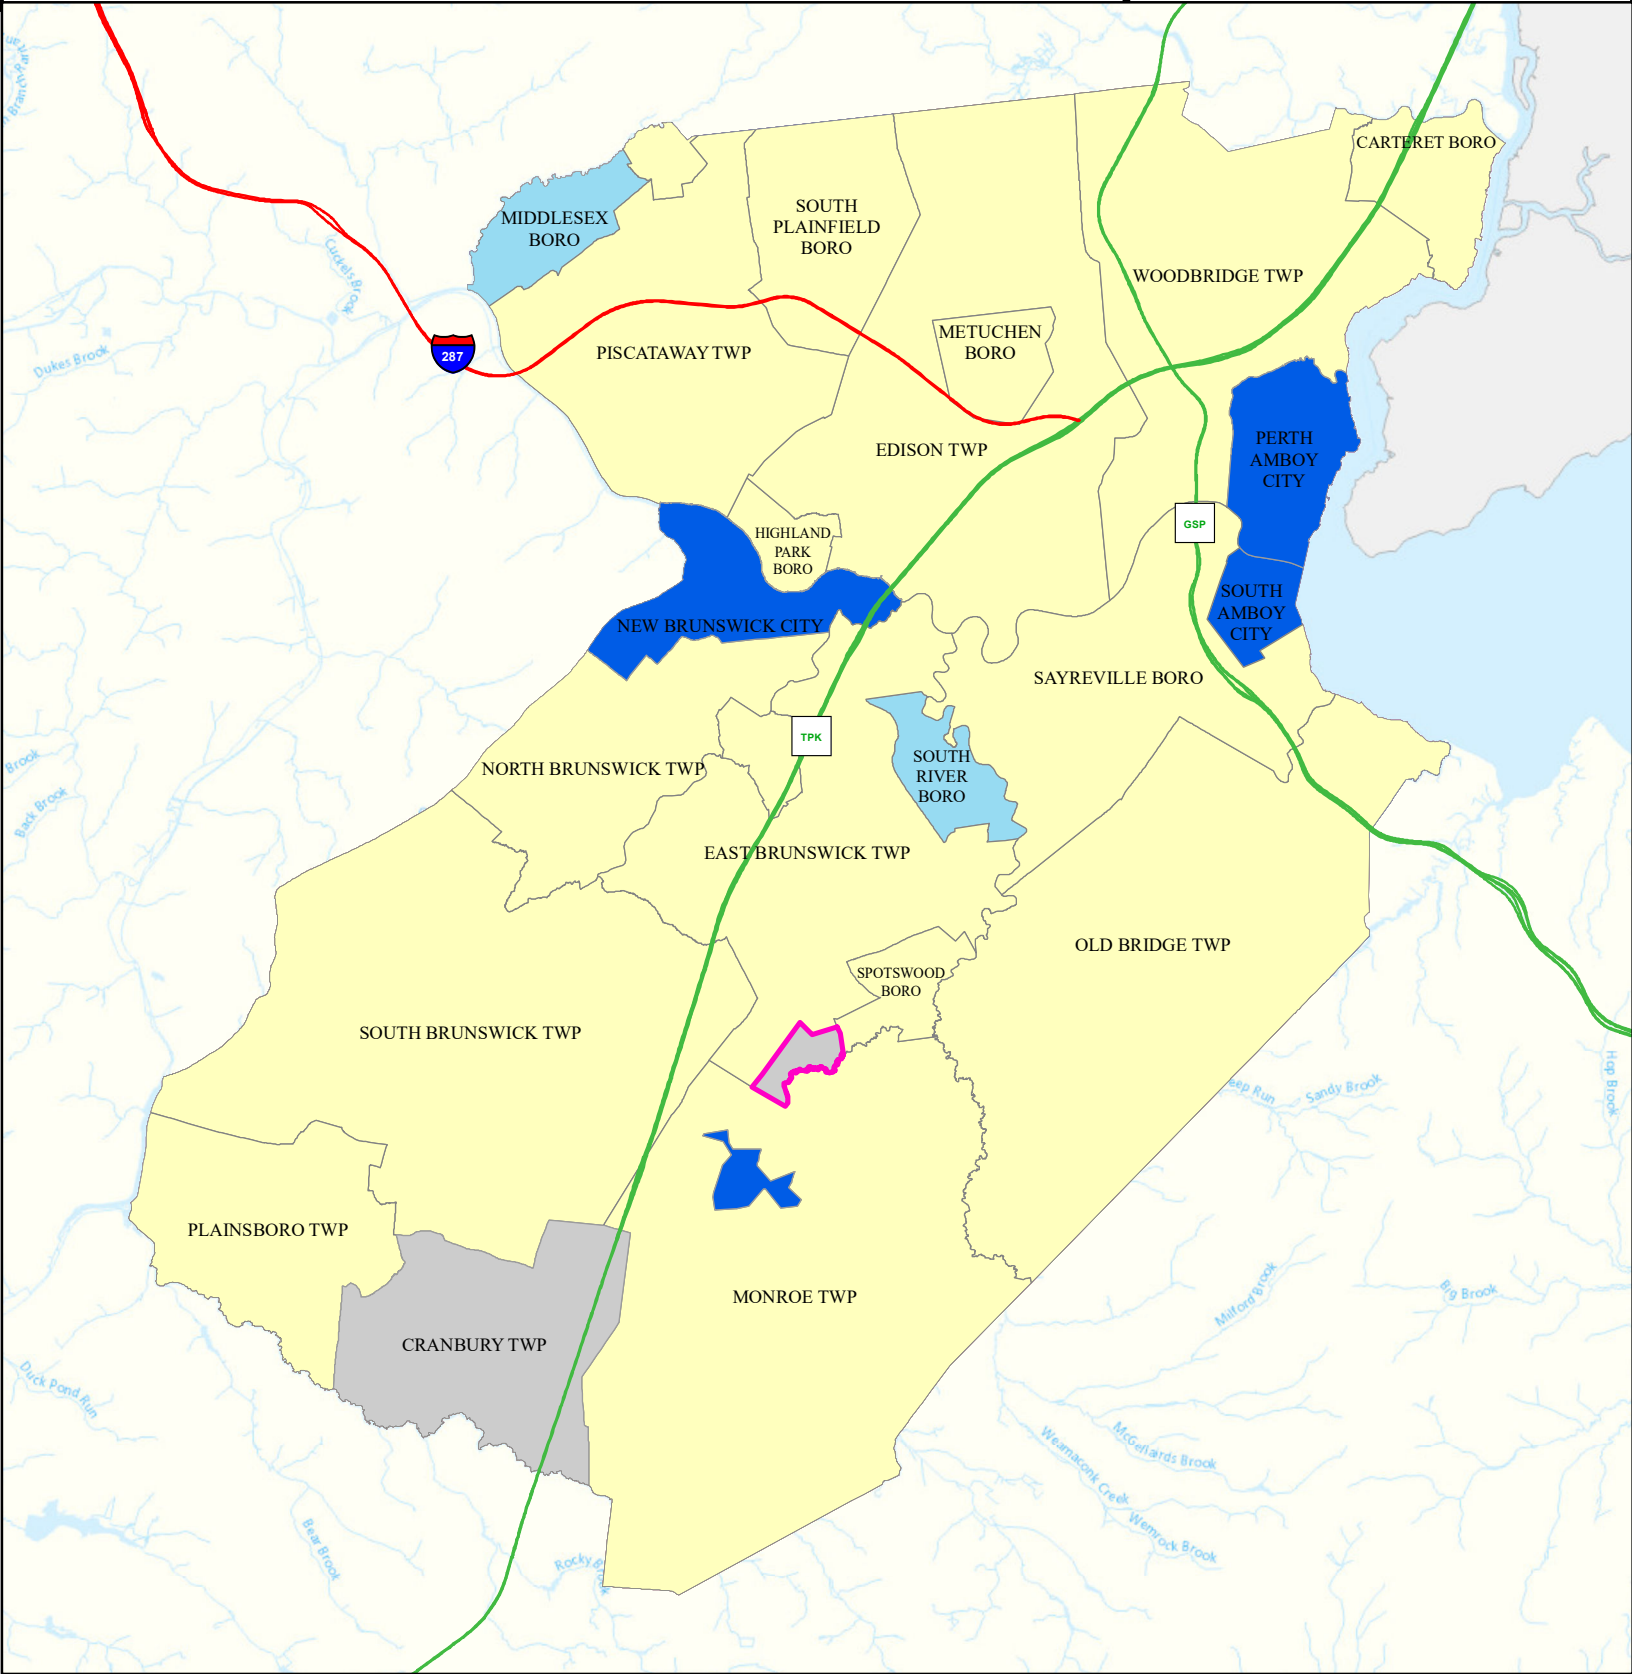 CARTERET BORO
MIDDLESEX
BORO
SOUTH
PLAINFIELD
BORO
WOODBRIDGE TWP
Cuckels Brook
Dukes Brook
287
PISCATAWAY TWP
METUCHEN
BORO
EDISON TWP
PERTH
AMBOY
CITY
GSP
HIGHLAND
PARK
BORO
SOUTH
AMBOY
CITY
NEW BRUNSWICK CITY
SAYREVILLE BORO
TPK
NORTH BRUNSWICK TWP
SOUTH
RIVER
BORO
Brook
Back Brook
EAST BRUNSWICK TWP
OLD BRIDGE TWP
SPOTSWOOD
BORO
SOUTH BRUNSWICK TWP
eep Run
Sandy Brook
Hop Brook
PLAINSBORO TWP
MONROE TWP
Milford Brook
Big Brook
CRANBURY TWP
Duck Pond Run
McGellairds Brook
Weamaconk Creek
Wemrock Brook
Bear Brook
Rocky Brook